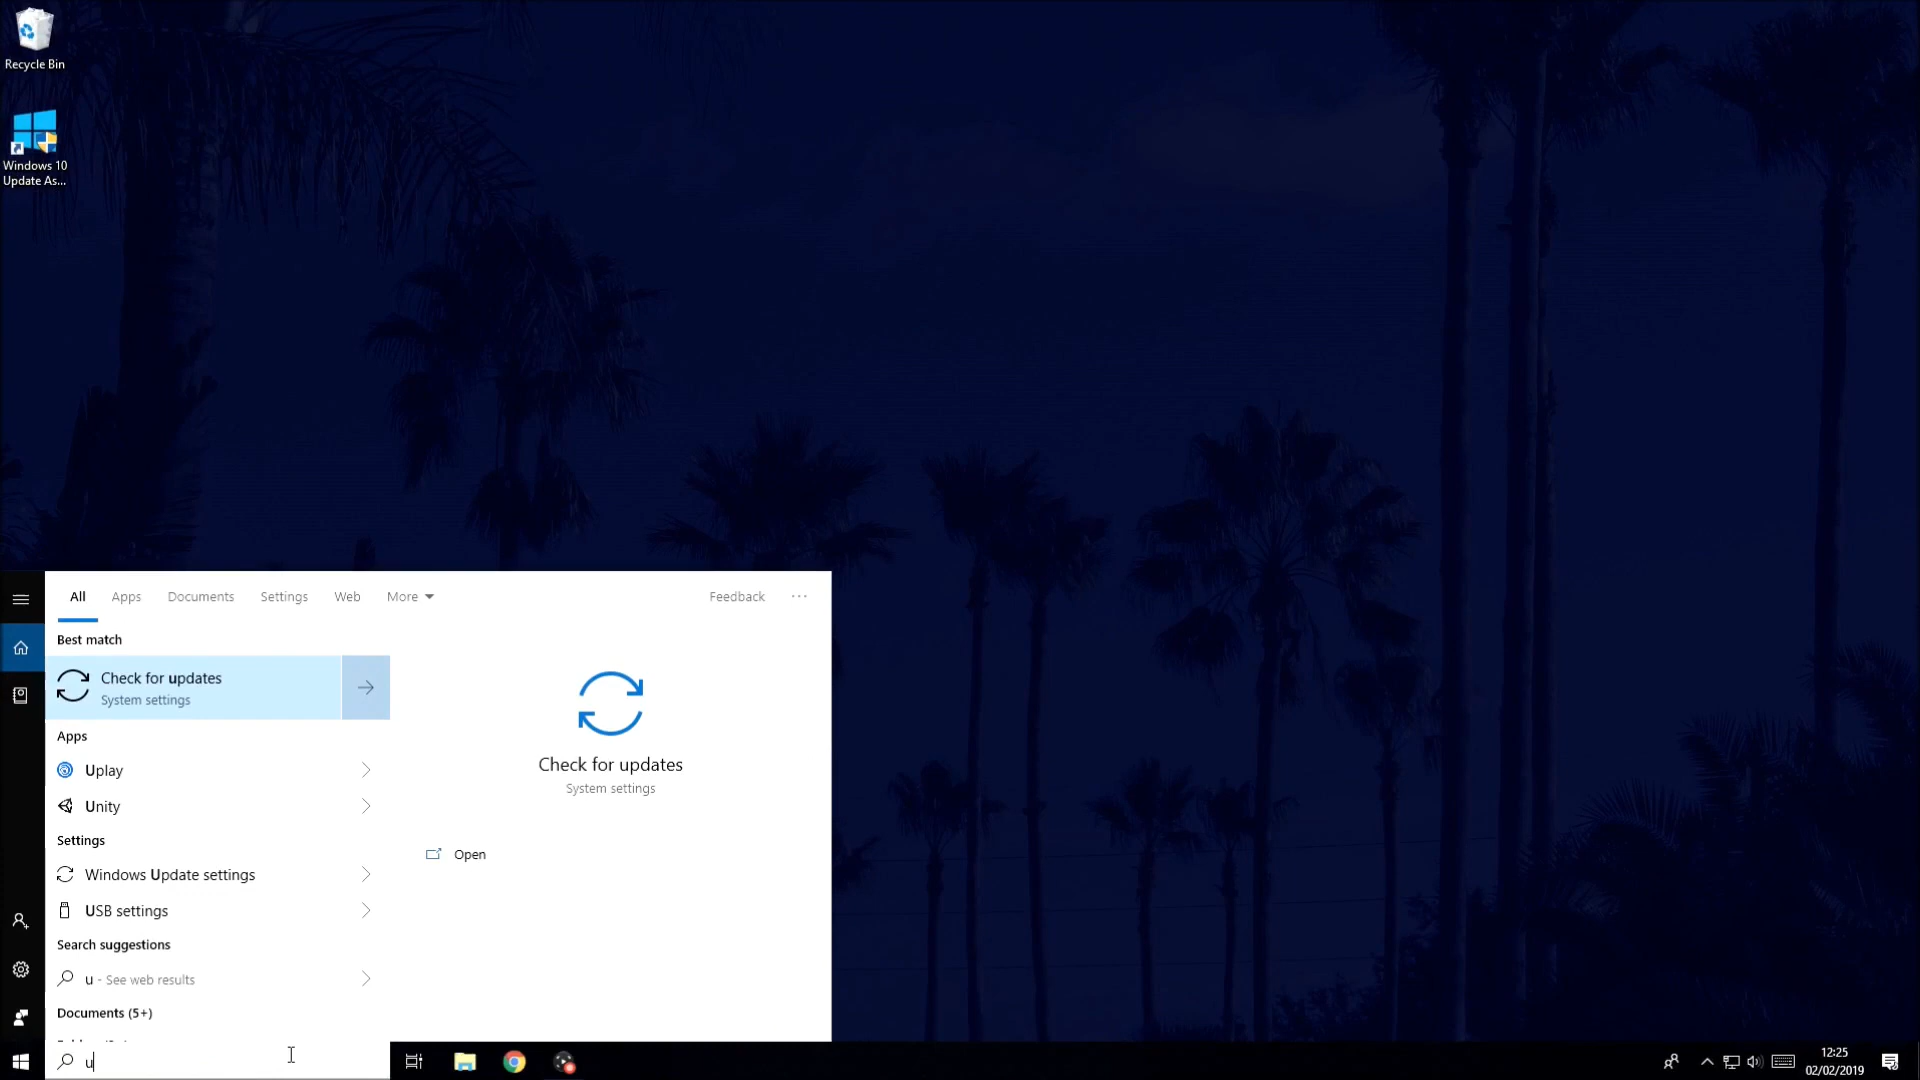 Recycle Bin
Windows 10
Update As...
All Apps Documents Settings Web More Feedback ...
Best match
Check for updates
System settings
Apps
Uplay
Unity
Settings
Windows Update settings
USB settings
Search suggestions
u - See web results
Documents (5+)
u
Check for updates
System settings
Open
12:25
02/02/2019